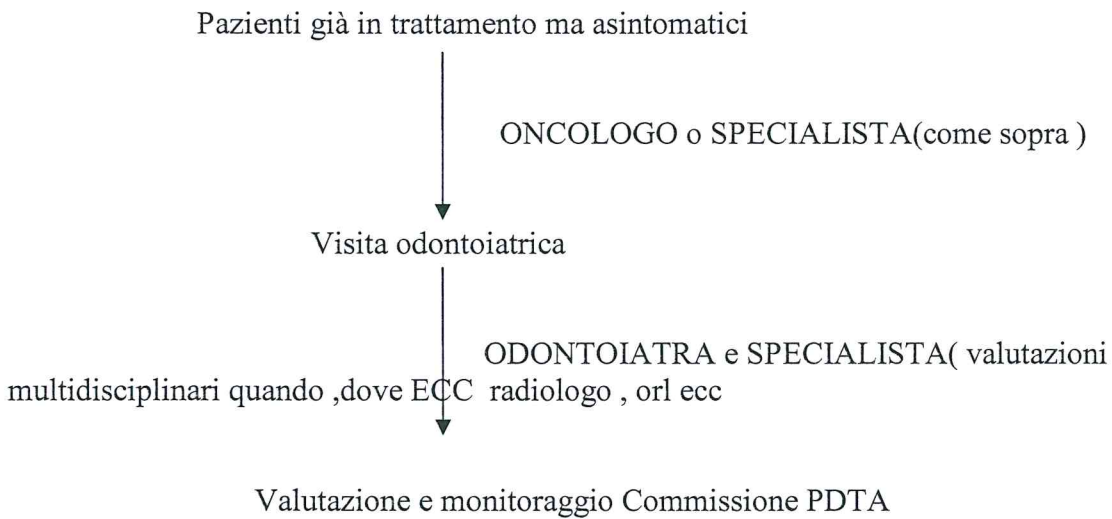 Pazienti già in trattamento ma asintomatici
ONCOLOGO o SPECIALISTA(come sopra )
Visita odontoiatrica
ODONTOIATRA e SPECIALISTA( valutazioni
multidisciplinari quando ,dove ECC radiologo , orl ecc
Valutazione e monitoraggio Commissione PDTA